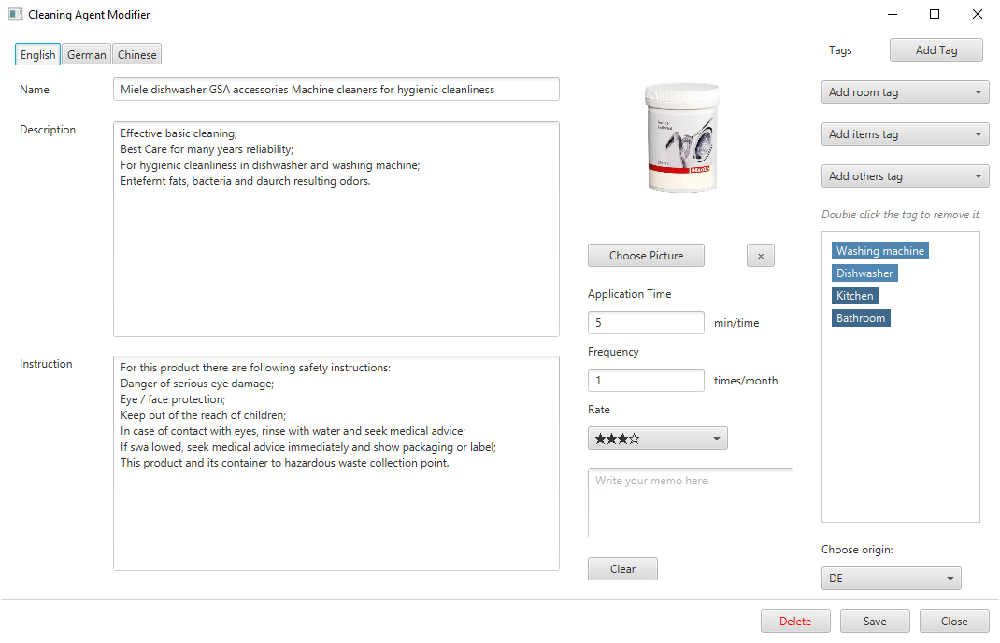 Cleaning Agent Modifier
English German Chinese
Tags
Add Tag
Name
Miele dishwasher GSA accessories Machine cleaners for hygienic cleanliness
Add room tag
Description
Effective basic cleaning;
Best Care for many years reliability;
For hygienic cleanliness in dishwasher and washing machine;
Entefernt fats, bacteria and daurch resulting odors.
Add items tag
Add others tag
Double click the tag to remove it.
Washing machine
Dishwasher
Kitchen
Bathroom
Choose Picture
×
Application Time
5 min/time
Frequency
1 times/month
Rate
★★★☆
Instruction
For this product there are following safety instructions:
Danger of serious eye damage;
Eye / face protection;
Keep out of the reach of children;
In case of contact with eyes, rinse with water and seek medical advice;
If swallowed, seek medical advice immediately and show packaging or label;
This product and its container to hazardous waste collection point.
Write your memo here.
Clear
Choose origin:
DE
Delete
Save
Close